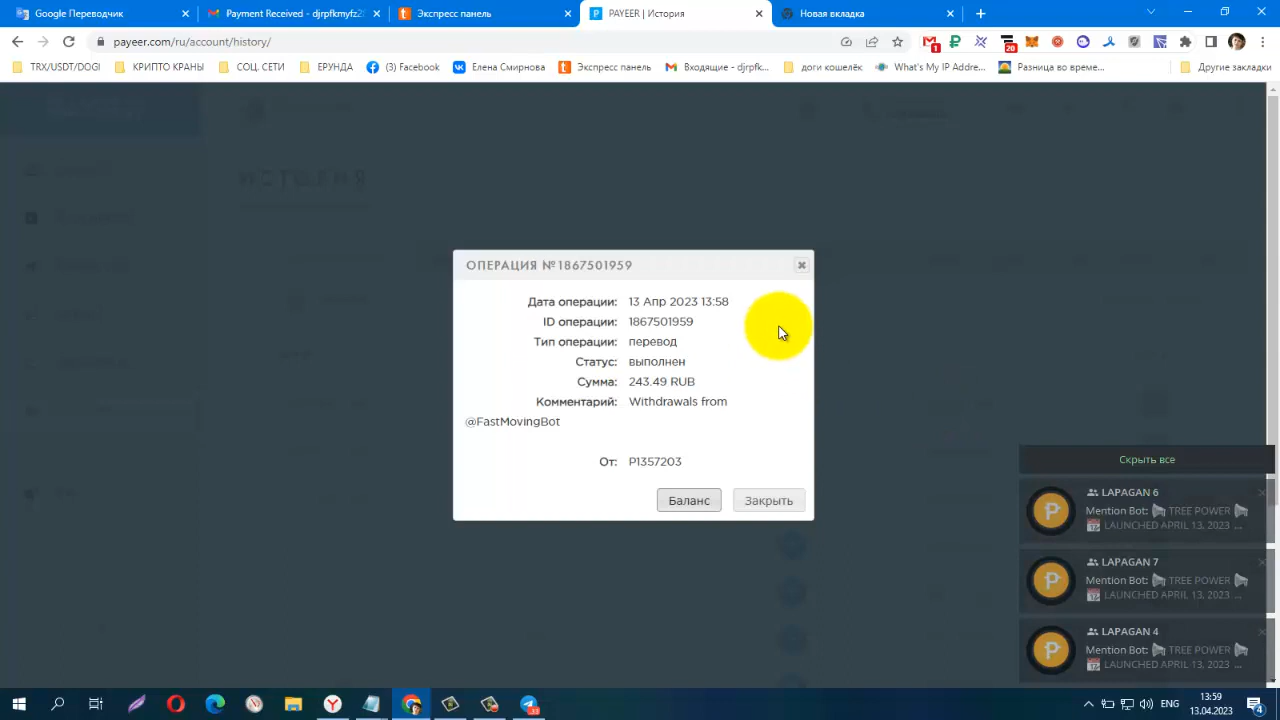 Google Переводчик
Payment Received - djrpfkmyfz20
Экспресс панель
PAYEER | История
Новая вкладка
payeer.com/ru/account/history/
1
20
TRX/USDT/DOGI
КРИПТО КРАНЫ
СОЦ. СЕТИ
ЕРУНДА
(3) Facebook
Елена Смирнова
Экспресс панель
Входящие - djrpfk...
доги кошелёк
What's My IP Addre...
Разница во време...
Другие закладки
ИСТОРИЯ
ОПЕРАЦИЯ №1867501959
Дата операции: 13 Апр 2023 13:58
ID операции: 1867501959
Тип операции: перевод
Статус: выполнен
Сумма: 243.49 RUB
Комментарий: Withdrawals from
@FastMovingBot
От: P1357203
Баланс
Закрыть
Скрыть все
LAPAGAN 6
Mention Bot: TREE POWER
LAUNCHED APRIL 13, 2023 ...
LAPAGAN 7
Mention Bot: TREE POWER
LAUNCHED APRIL 13, 2023 ...
LAPAGAN 4
Mention Bot: TREE POWER
LAUNCHED APRIL 13, 2023 ...
ENG
13:59
13.04.2023
4